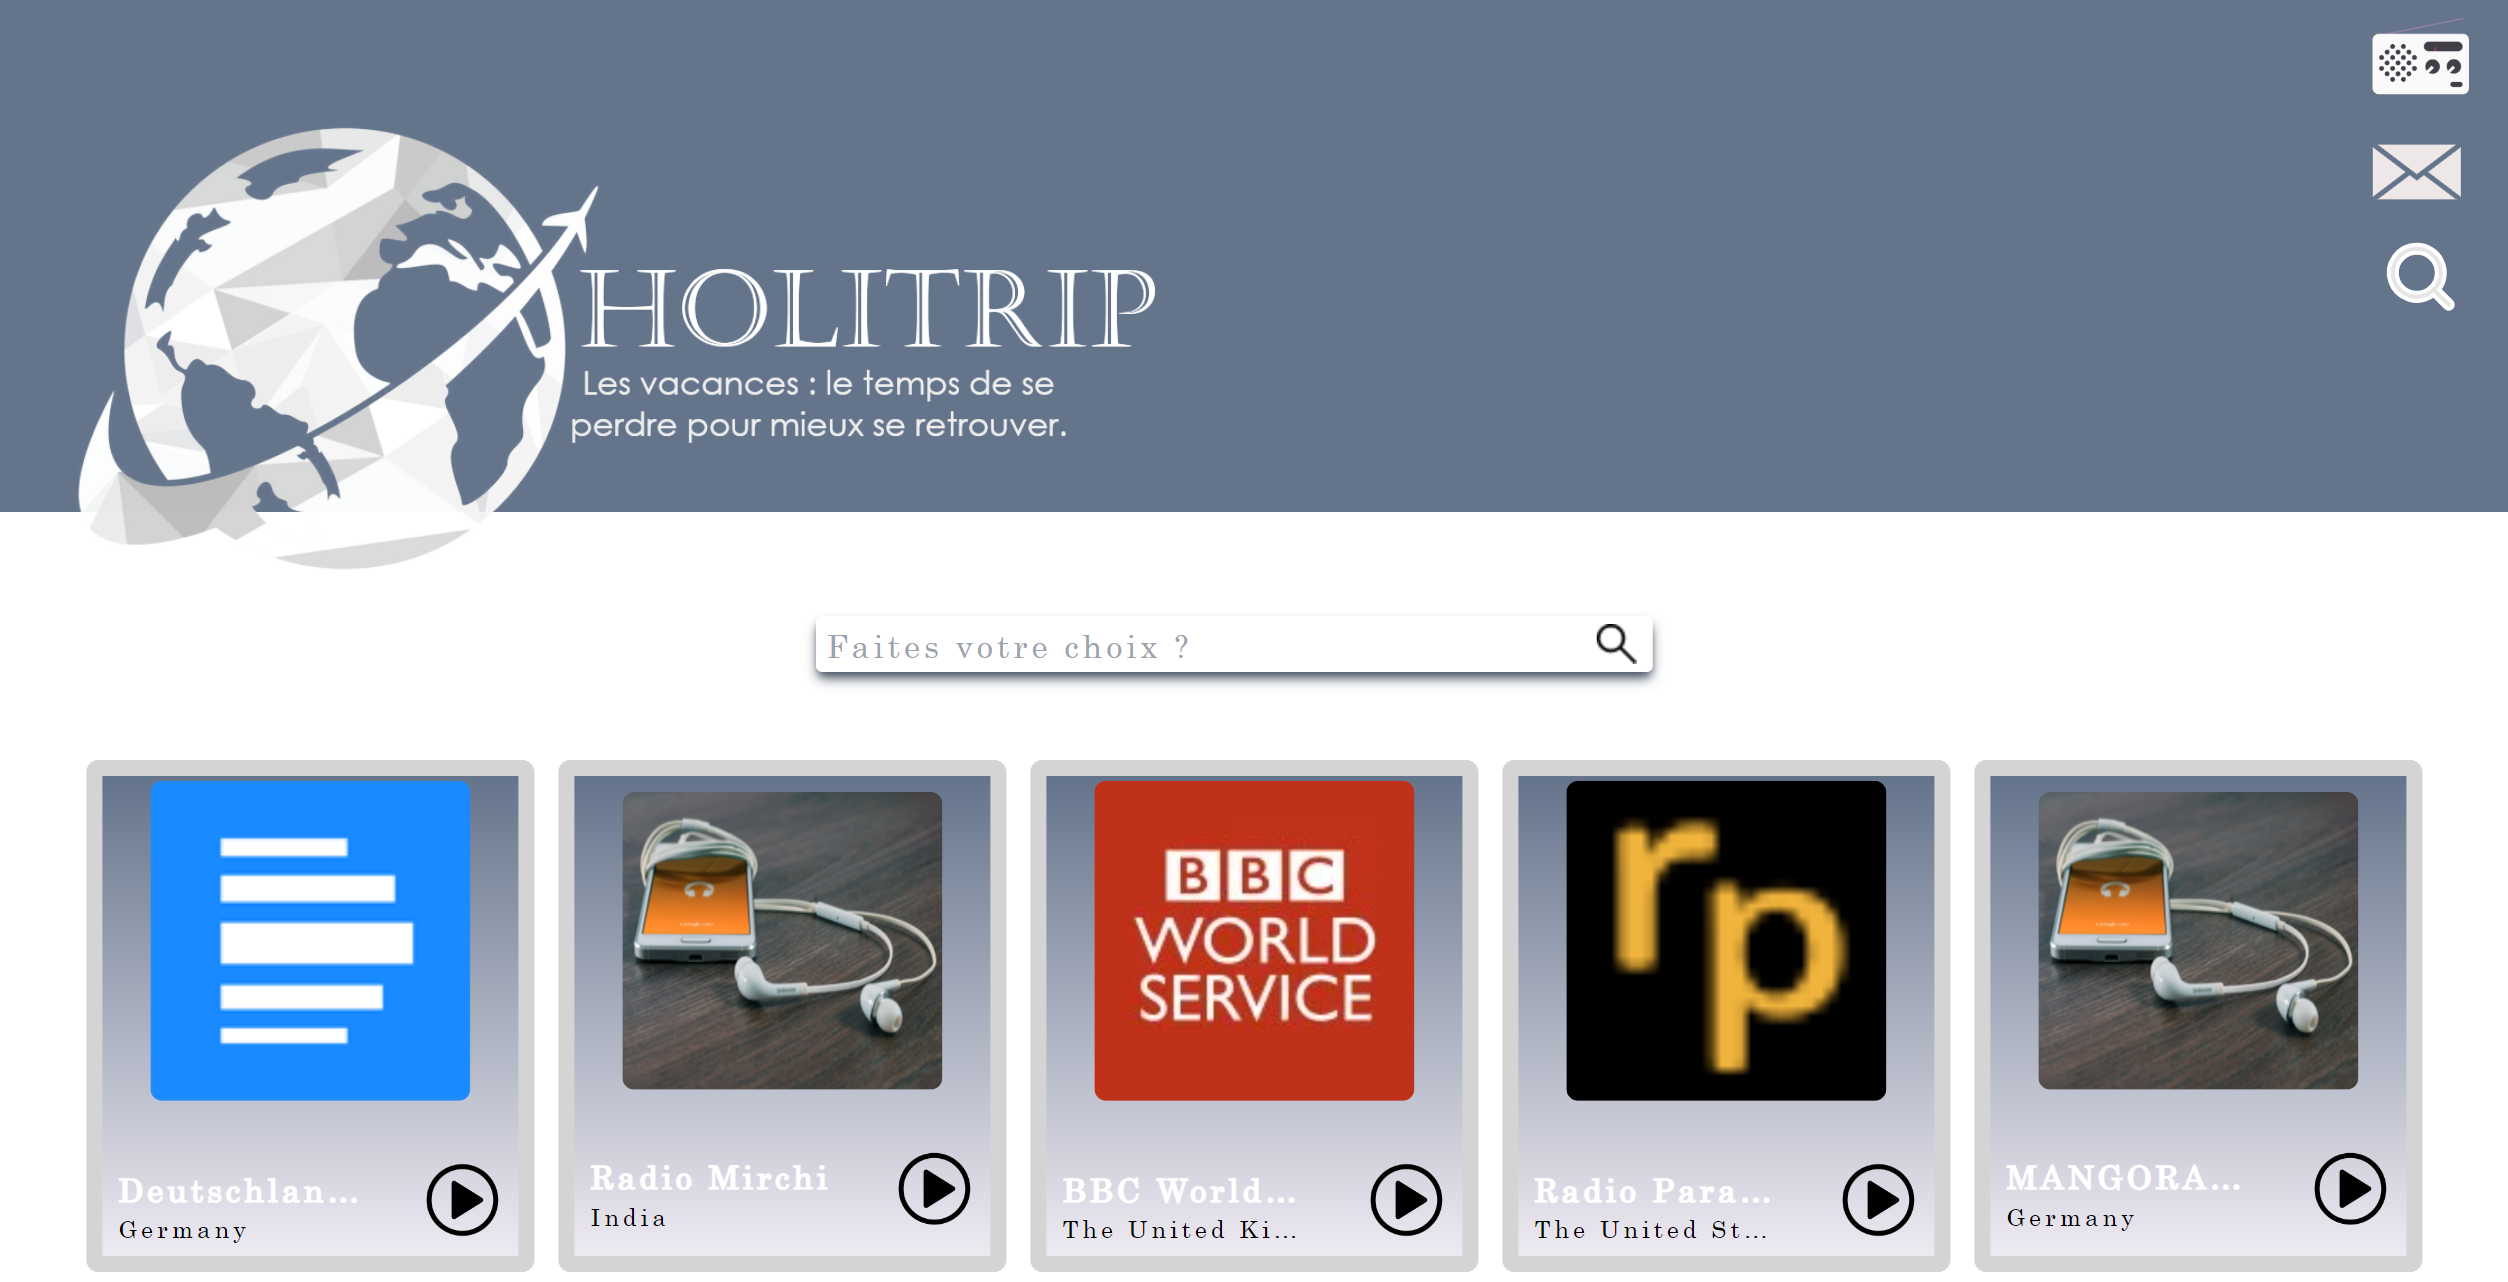 HOLITRIP
Les vacances : le temps de se
perdre pour mieux se retrouver.
Faites votre choix ?
BBC
WORLD
SERVICE
rp
Deutschlan...
Germany
Radio Mirchi
India
BBC World...
The United Ki...
Radio Para...
The United St...
MANGORA...
Germany